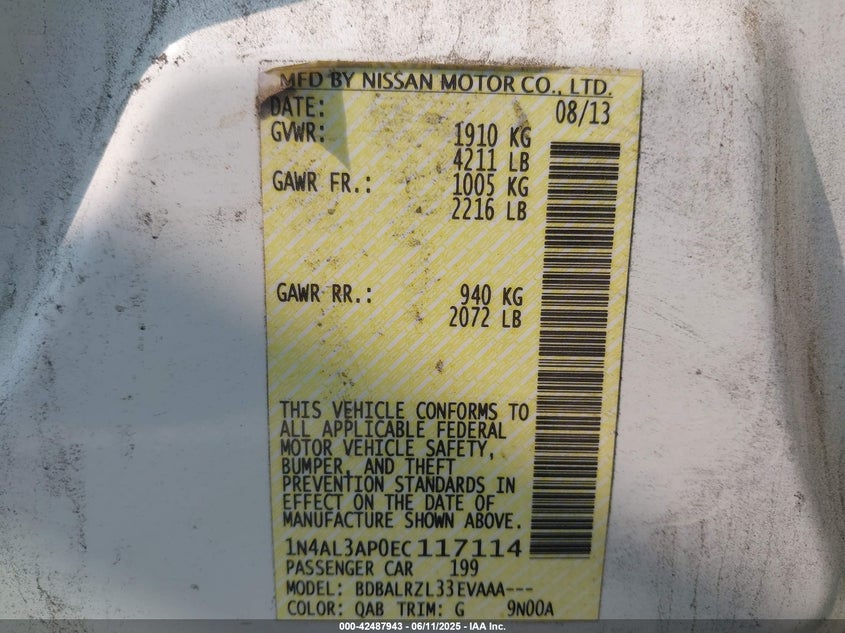 MFD BY NISSAN MOTOR CO., LTD.
DATE: 08/13
GVWR: 1910 KG
4211 LB
GAWR FR.: 1005 KG
2216 LB
GAWR RR.: 940 KG
2072 LB
THIS VEHICLE CONFORMS TO
ALL APPLICABLE FEDERAL
MOTOR VEHICLE SAFETY,
BUMPER, AND THEFT
PREVENTION STANDARDS IN
EFFECT ON THE DATE OF
MANUFACTURE SHOWN ABOVE.
1N4AL3AP0EC117114
PASSENGER CAR 199
MODEL: BDBALRZL33EVAAA---
COLOR: QAB TRIM: G 9N00A
000-42487943 - 06/11/2025 - IAA Inc.